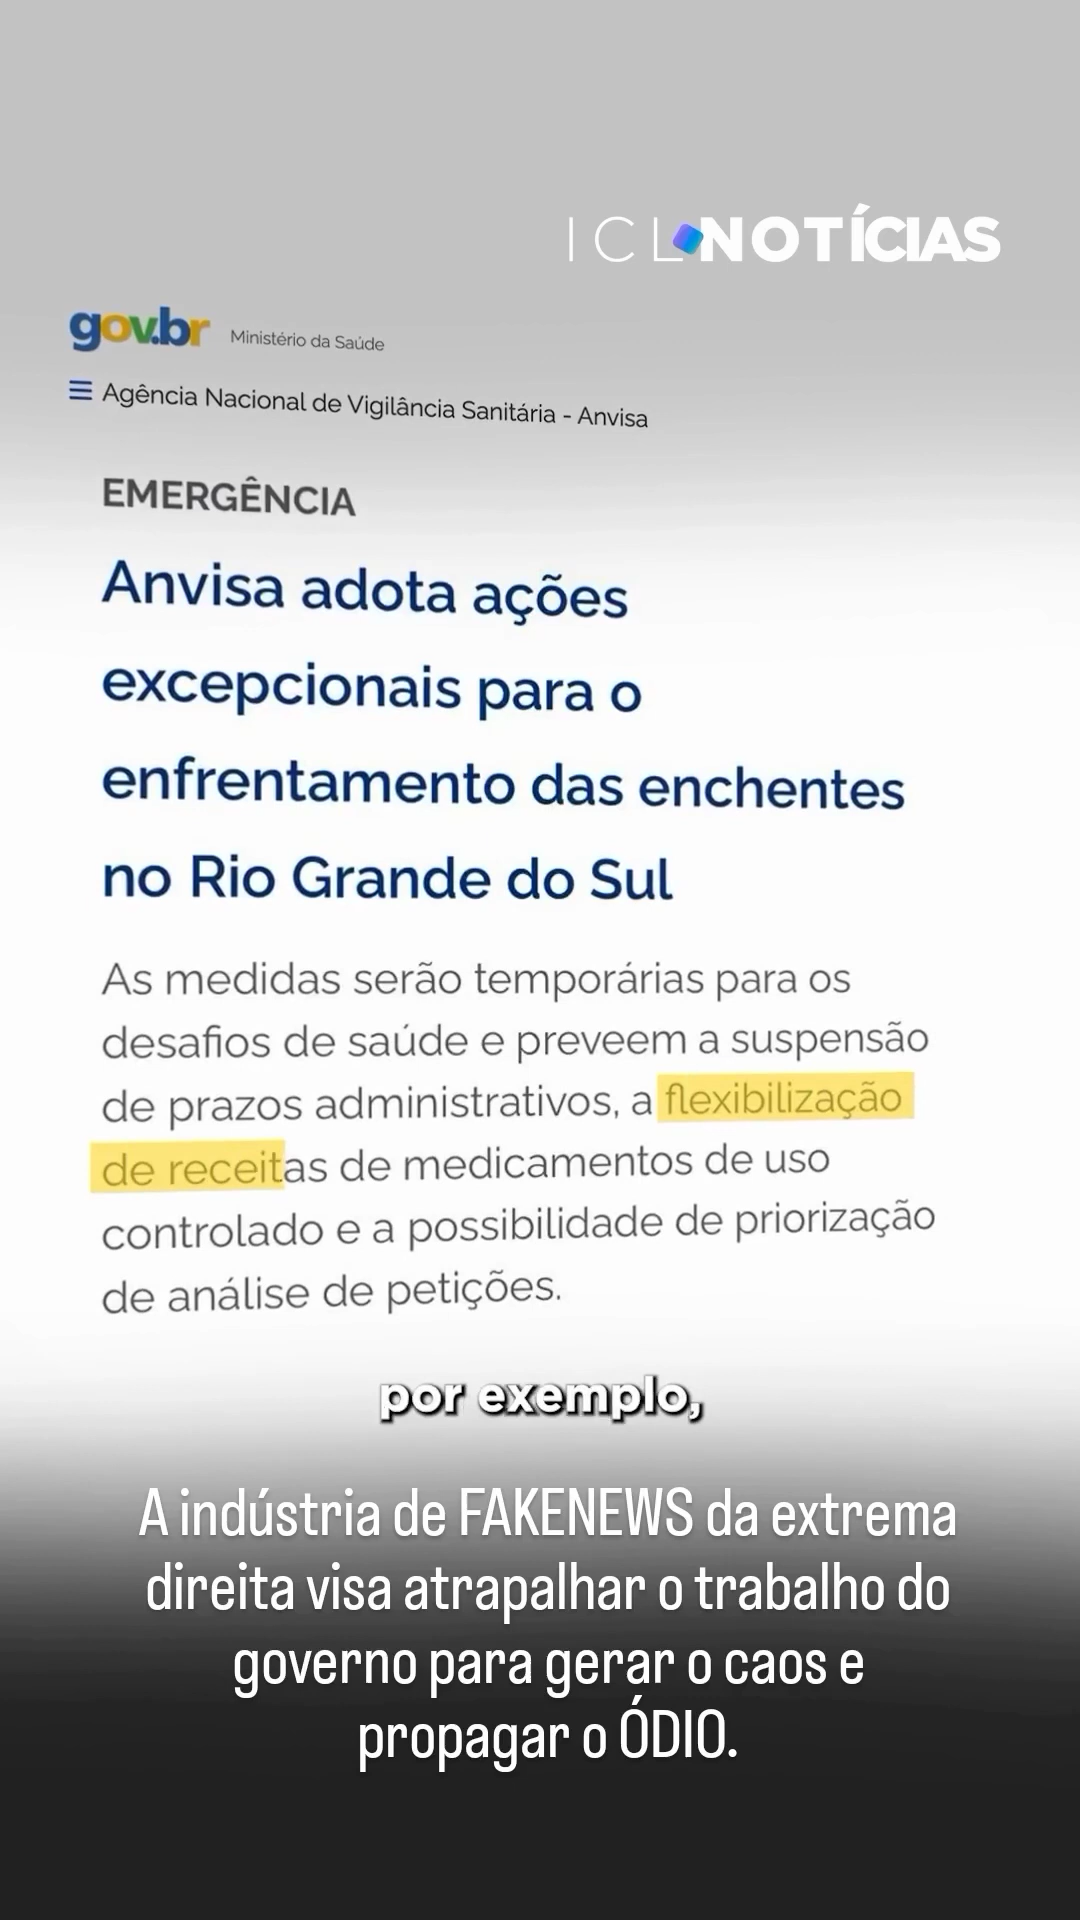 ICL NOTÍCIAS
gov.br Ministério da Saúde
Agência Nacional de Vigilância Sanitária - Anvisa
EMERGÊNCIA
Anvisa adota ações
excepcionais para o
enfrentamento das enchentes
no Rio Grande do Sul
As medidas serão temporárias para os
desafios de saúde e preveem a suspensão
de prazos administrativos, a flexibilização
de receitas de medicamentos de uso
controlado e a possibilidade de priorização
de análise de petições.
por exemplo,
A indústria de FAKENEWS da extrema
direita visa atrapalhar o trabalho do
governo para gerar o caos e
propagar o ÓDIO.